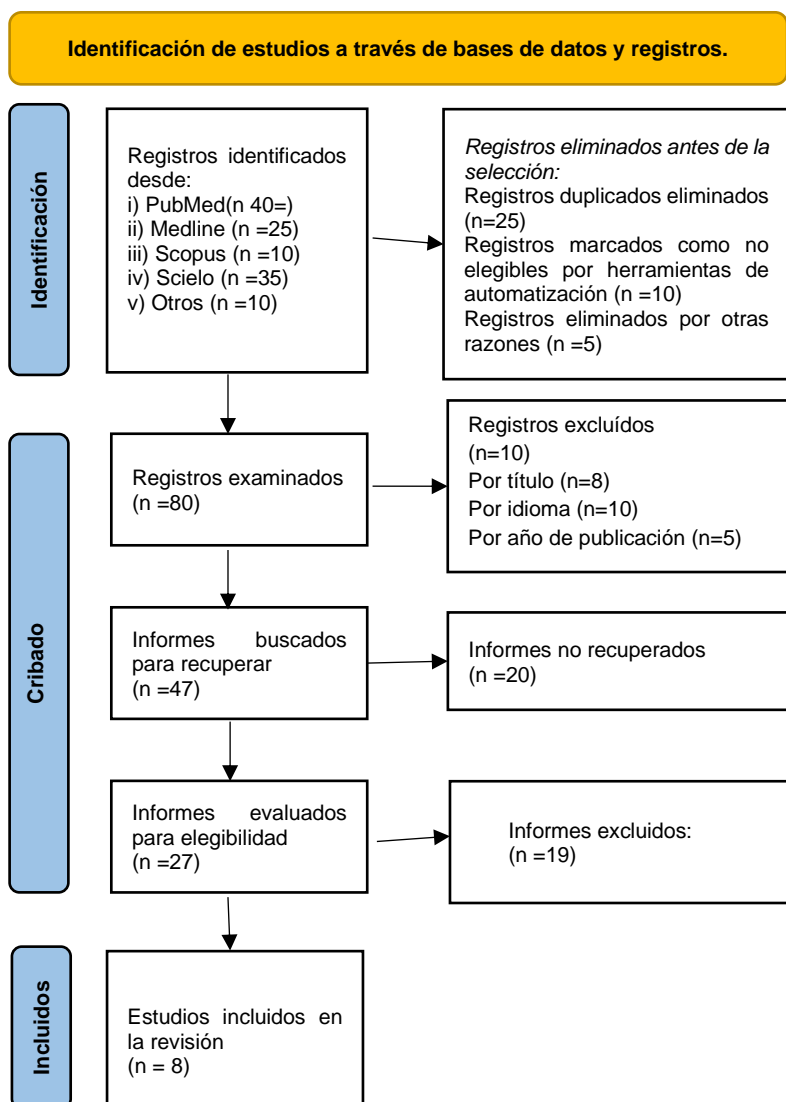 Identificación de estudios a través de bases de datos y registros.
Identificación
Registros identificados
desde:
i) PubMed(n 40=)
ii) Medline (n =25)
iii) Scopus (n =10)
iv) Scielo (n =35)
v) Otros (n =10)
Registros eliminados antes de la
selección:
Registros duplicados eliminados
(n=25)
Registros marcados como no
elegibles por herramientas de
automatización (n =10)
Registros eliminados por otras
razones (n =5)
Cribado
Registros examinados
(n =80)
Registros excluídos
(n=10)
Por título (n=8)
Por idioma (n=10)
Por año de publicación (n=5)
Informes buscados
para recuperar
(n =47)
Informes no recuperados
(n =20)
Informes evaluados
para elegibilidad
(n =27)
Informes excluidos:
(n =19)
Incluidos
Estudios incluidos en
la revisión
(n = 8)